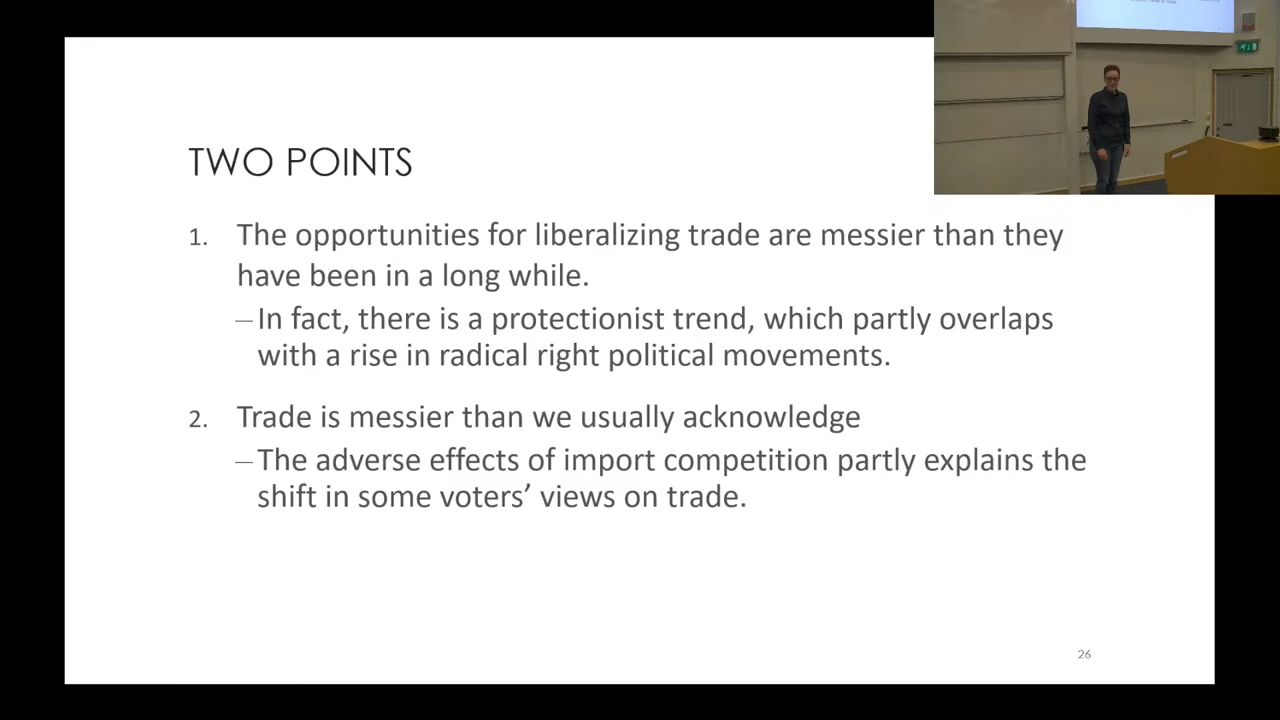 TWO POINTS
1. The opportunities for liberalizing trade are messier than they
have been in a long while.
–In fact, there is a protectionist trend, which partly overlaps
with a rise in radical right political movements.
2. Trade is messier than we usually acknowledge
–The adverse effects of import competition partly explains the
shift in some voters’ views on trade.
26